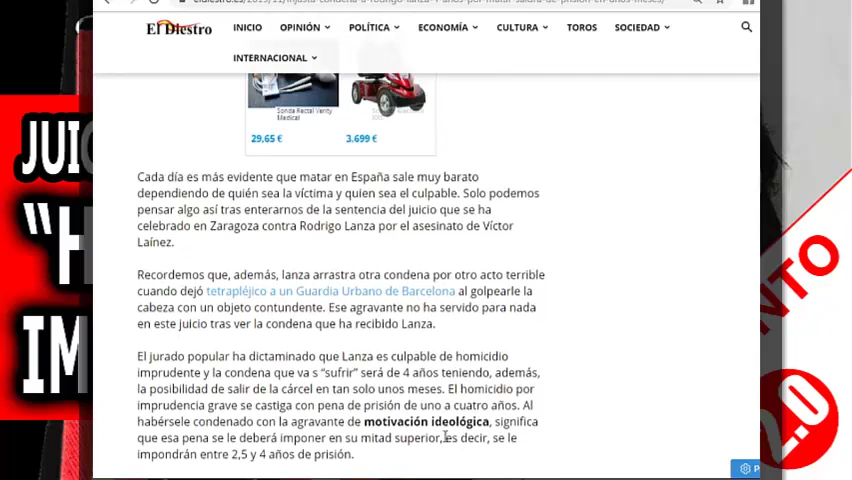 El Diestro
INICIO OPINIÓN POLÍTICA ECONOMÍA CULTURA TOROS SOCIEDAD
INTERNACIONAL
Sonda Rectal Verity
Medical
29,65 € 3.699 €
Cada día es más evidente que matar en España sale muy barato
dependiendo de quién sea la víctima y quien sea el culpable. Solo podemos
pensar algo así tras enterarnos de la sentencia del juicio que se ha
celebrado en Zaragoza contra Rodrigo Lanza por el asesinato de Víctor
Laínez.
Recordemos que, además, lanza arrastra otra condena por otro acto terrible
cuando dejó tetrapléjico a un Guardia Urbano de Barcelona al golpearle la
cabeza con un objeto contundente. Ese agravante no ha servido para nada
en este juicio tras ver la condena que ha recibido Lanza.
El jurado popular ha dictaminado que Lanza es culpable de homicidio
imprudente y la condena que va s “sufrir” será de 4 años teniendo, además,
la posibilidad de salir de la cárcel en tan solo unos meses. El homicidio por
imprudencia grave se castiga con pena de prisión de uno a cuatro años. Al
habérsele condenado con la agravante de motivación ideológica, significa
que esa pena se le deberá imponer en su mitad superior, es decir, se le
impondrán entre 2,5 y 4 años de prisión.
JUIC
“H
IM
NTO
2.0